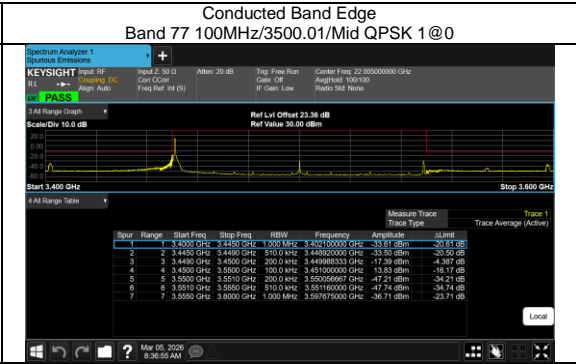 Conducted Band Edge
Band 77 100MHz/3500.01/Mid QPSK 1@0
Spectrum Analyzer 1
Spurious Emissions
KEYSIGHT Input: RF Input Z: 50 Ω Atten: 20 dB Trig: Free Run Center Freq: 22.005000000 GHz
RL Coupling: DC Corr CCorr Gate: Off Avg|Hold: 100/100
Align: Auto Freq Ref: Int (S) IF Gain: Low Radio Std: None
PASS
3 All Range Graph
Ref Lvl Offset 23.36 dB
Scale/Div 10.0 dB Ref Value 30.00 dBm
20.0
0.00
-20.0
-40.0
-60.0
Start 3.400 GHz Stop 3.600 GHz
4 All Range Table
Measure Trace Trace 1
Trace Type Trace Average (Active)
Spur Range Start Freq Stop Freq RBW Frequency Amplitude ΔLimit
1 1 3.4000 GHz 3.4450 GHz 1.000 MHz 3.402100000 GHz -33.61 dBm -20.61 dB
2 2 3.4450 GHz 3.4490 GHz 510.0 kHz 3.448920000 GHz -33.50 dBm -20.50 dB
3 3 3.4490 GHz 3.4500 GHz 200.0 kHz 3.449988333 GHz -17.39 dBm -4.387 dB
4 4 3.4500 GHz 3.5500 GHz 100.0 kHz 3.451000000 GHz 13.83 dBm -16.17 dB
5 5 3.5500 GHz 3.5510 GHz 200.0 kHz 3.550056667 GHz -47.21 dBm -34.21 dB
6 6 3.5510 GHz 3.5550 GHz 510.0 kHz 3.551160000 GHz -47.74 dBm -34.74 dB
7 7 3.5550 GHz 3.6000 GHz 1.000 MHz 3.597675000 GHz -36.71 dBm -23.71 dB
Local
Mar 05, 2026
8:36:55 AM